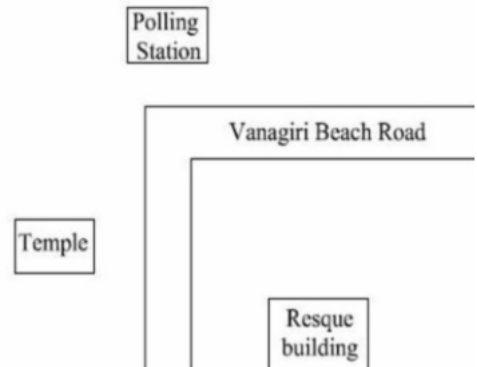 Polling
Station
Vanagiri Beach Road
Temple
Resque
building